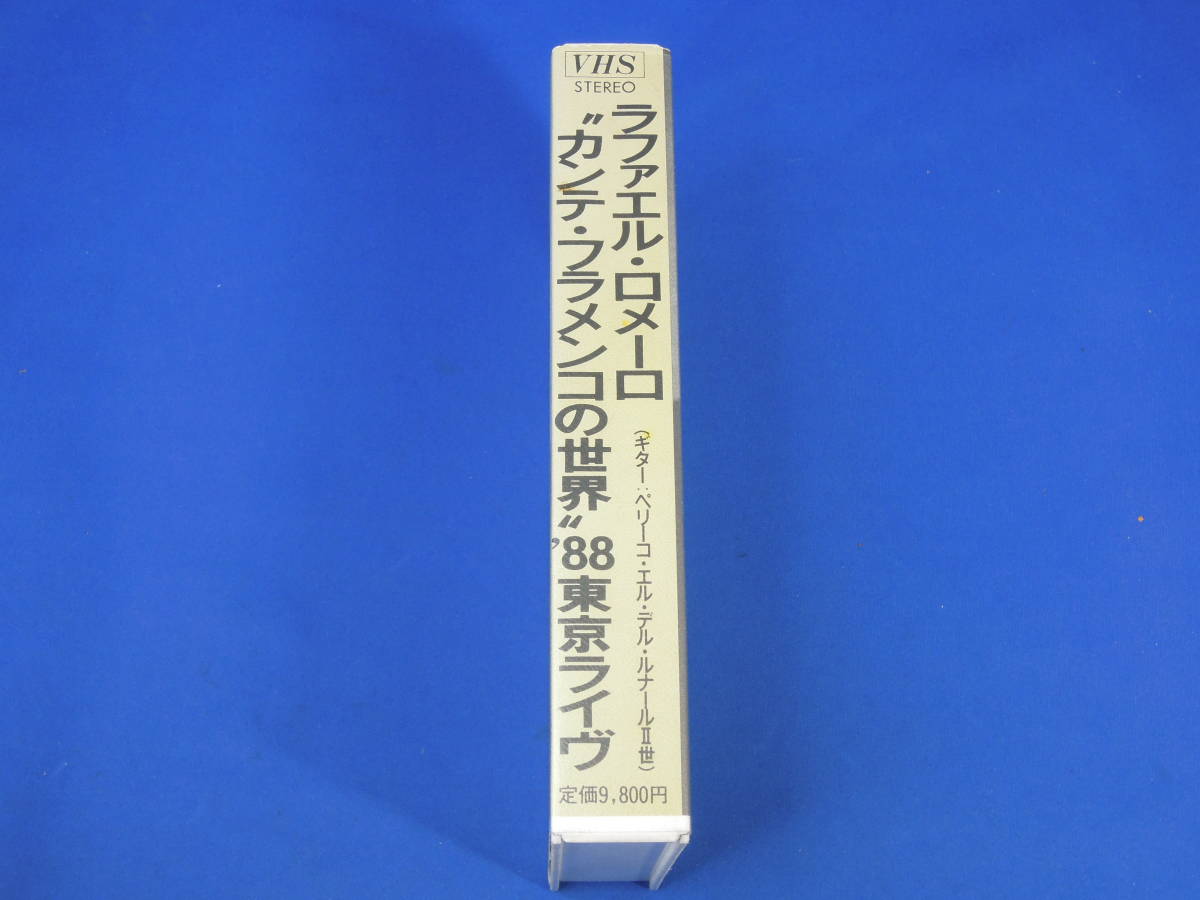 VHS
STEREO
ラファエル・ロメーロ
(ギター:ペリーコ・エル・デル・ルナールII世)
〝カンテ・フラメンコの世界〟'88東京ライヴ
定価9,800円